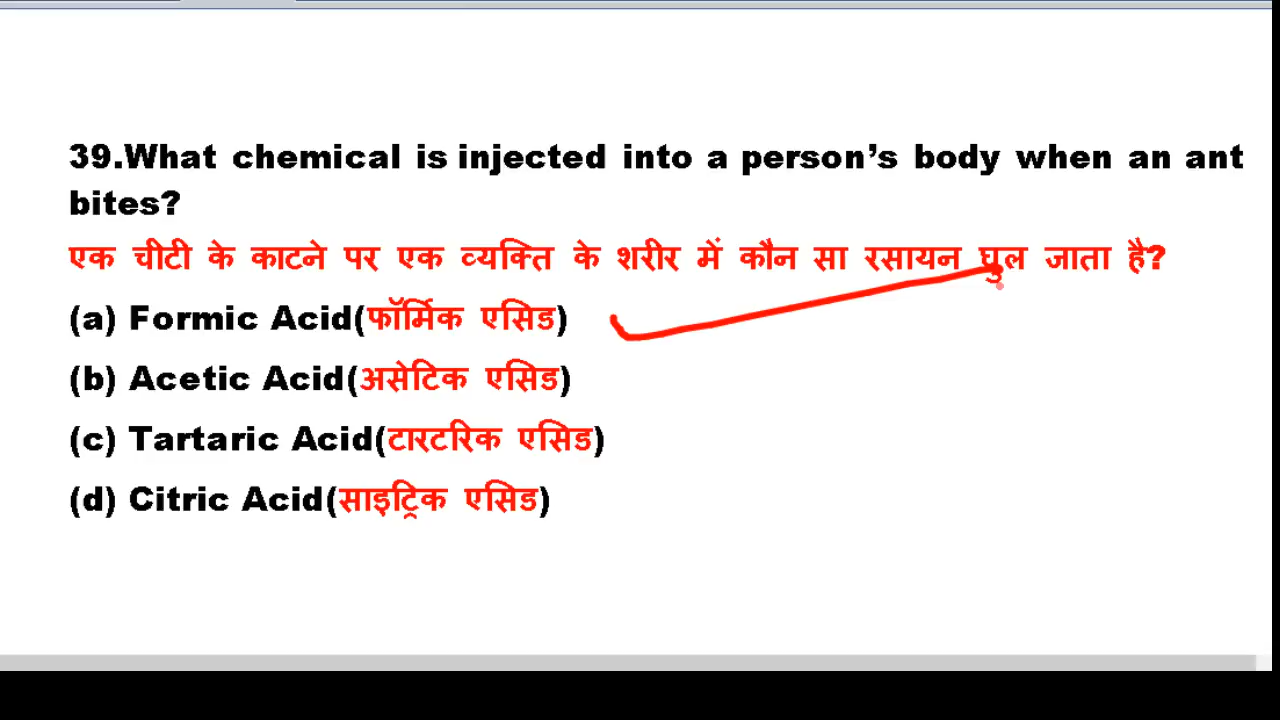 39.What chemical is injected into a person’s body when an ant
bites?
एक चीटी के काटने पर एक व्यक्ति के शरीर में कौन सा रसायन घुल जाता है?
(a) Formic Acid(फॉर्मिक एसिड)
(b) Acetic Acid(असेटिक एसिड)
(c) Tartaric Acid(टारटरिक एसिड)
(d) Citric Acid(साइट्रिक एसिड)